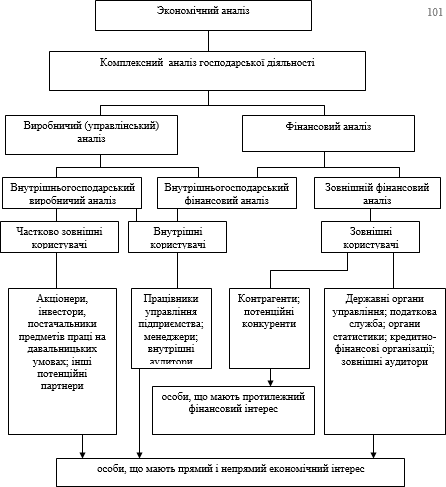 101
Экономічний аналіз
Комплексний аналіз господарської діяльності
Виробничий (управлінський)
аналіз
Фінансовий аналіз
Внутрішньогосподарський
виробничий аналіз
Внутрішньогосподарський
фінансовий аналіз
Зовнішній фінансовий
аналіз
Частково зовнішні
користувачі
Внутрішні
користувачі
Зовнішні
користувачі
Акціонери,
інвестори,
постачальники
предметів праці на
давальницьких
умовах; інші
потенційні
партнери
Працівники
управління
підприємства;
менеджери;
внутрішні
аудитори
Контрагенти;
потенційні
конкуренти
Державні органи
управління; податкова
служба; органи
статистики; кредитно-
фінансові організації;
зовнішні аудитори
особи, що мають протилежний
фінансовий інтерес
особи, що мають прямий і непрямий економічний інтерес